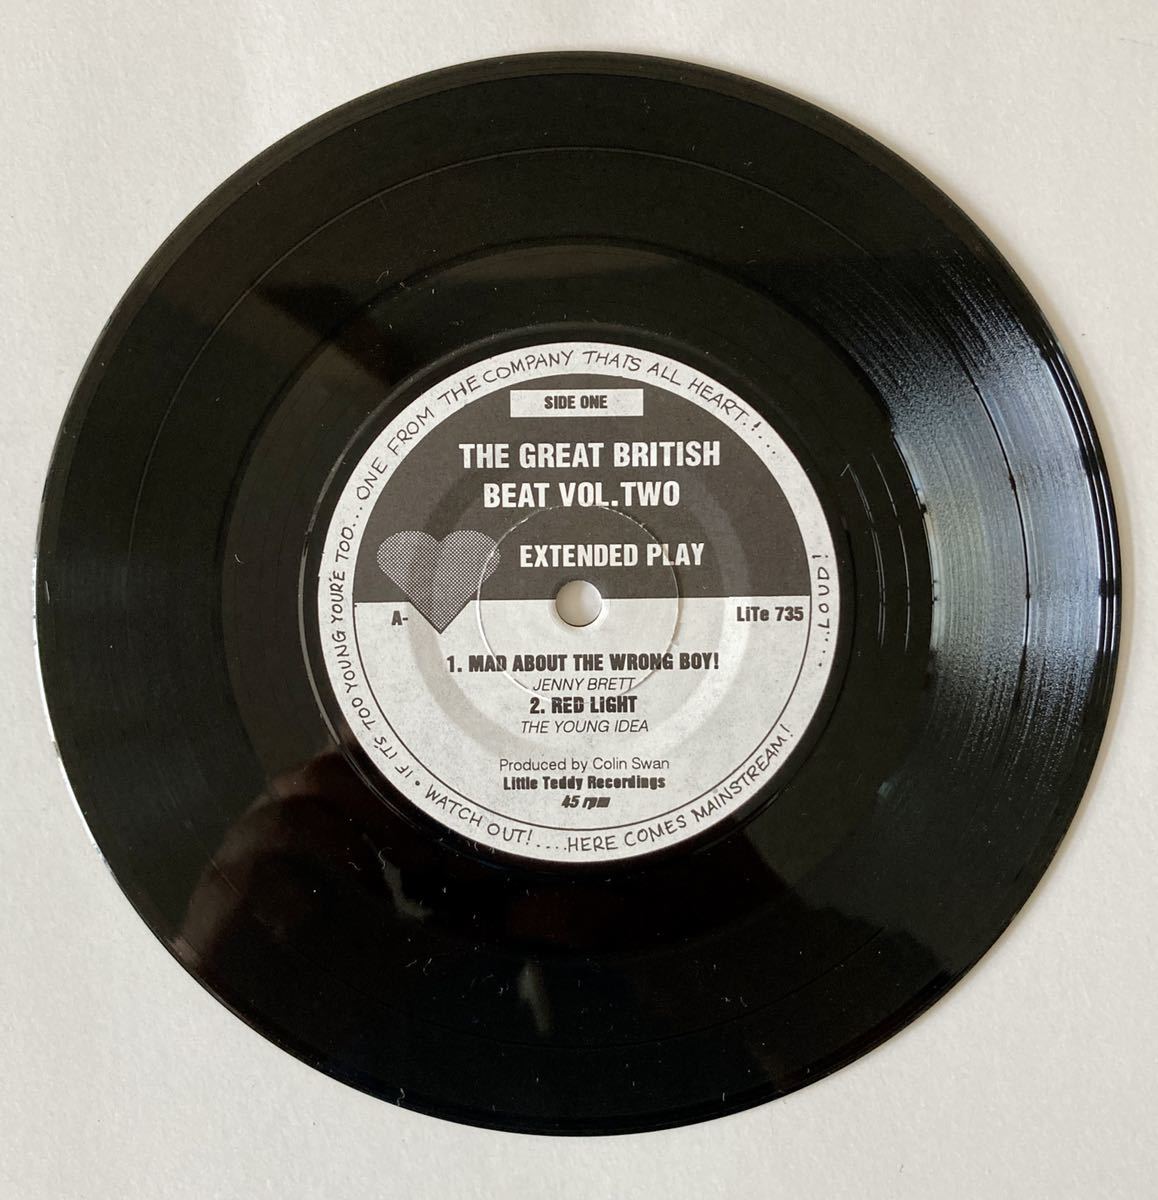 SIDE ONE
THE GREAT BRITISH
BEAT VOL.TWO
EXTENDED PLAY
A-
LiTe 735
1. MAD ABOUT THE WRONG BOY!
JENNY BRETT
2. RED LiGHT
THE YOUNG IDEA
Produced by Colin Swan
Little Teddy Recordings
45 rpm
• WATCH OUT!....HERE COMES MAINSTREAM!
• IF IT'S TOO YOUNG YOU'RE TOO... ONE FROM THE COMPANY THATS ALL HEART.!.... ....LOUD!